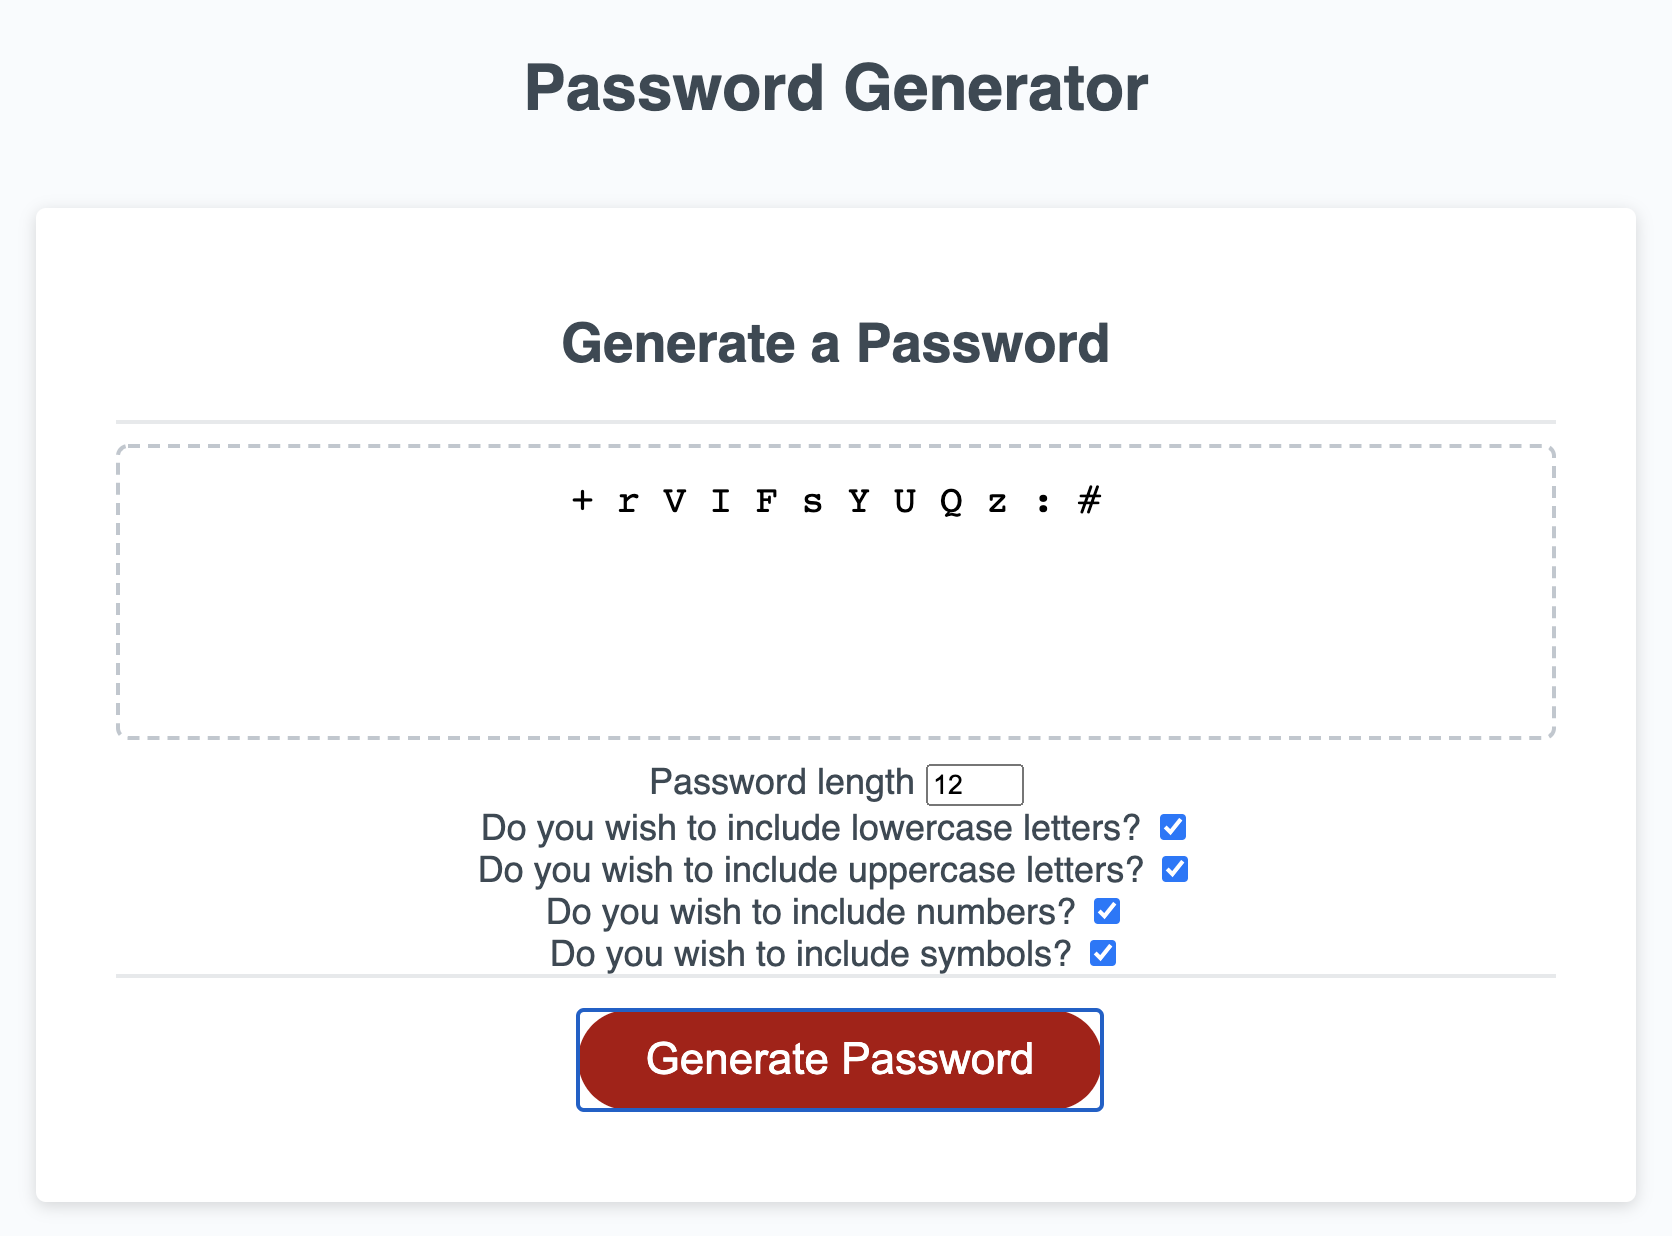 Password Generator
Generate a Password
+ r V I F s Y U Q z : #
Password length 12
Do you wish to include lowercase letters?
Do you wish to include uppercase letters?
Do you wish to include numbers?
Do you wish to include symbols?
Generate Password